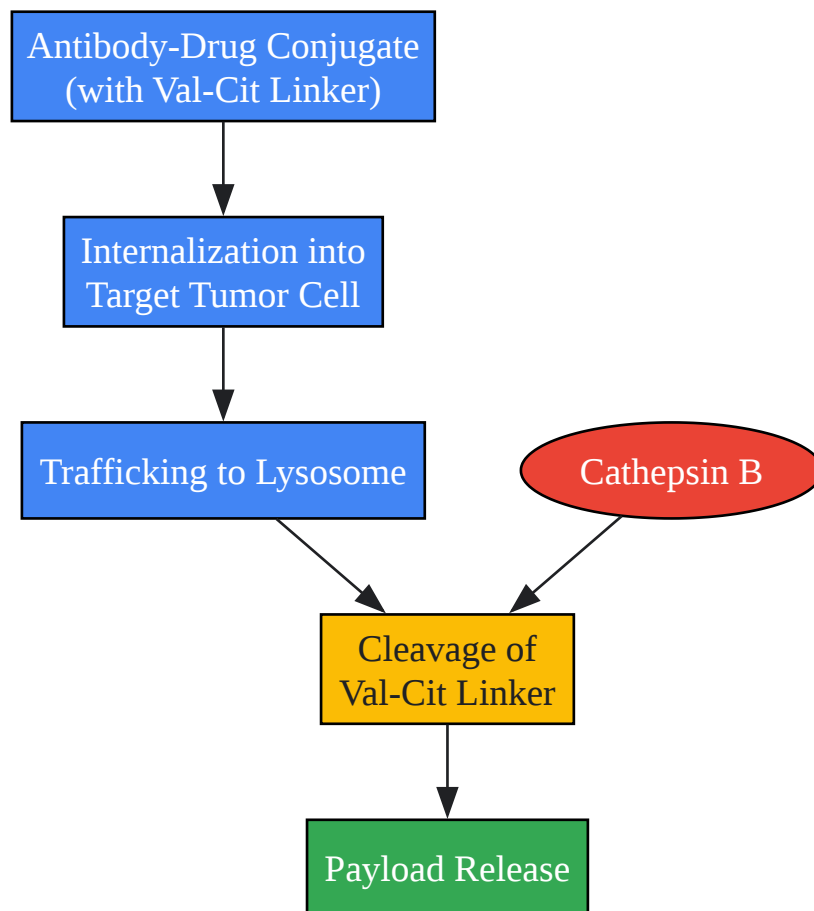 Antibody-Drug Conjugate
(with Val-Cit Linker)
Internalization into
Target Tumor Cell
Trafficking to Lysosome
Cathepsin B
Cleavage of
Val-Cit Linker
Payload Release